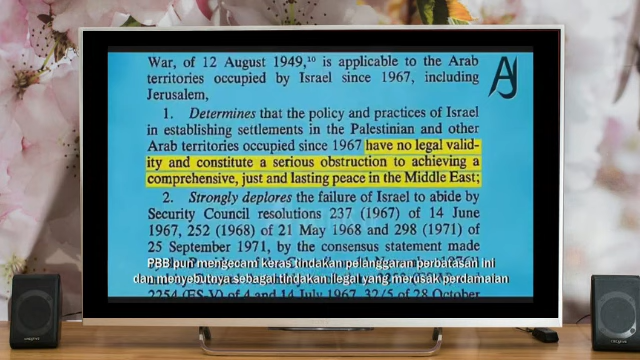 War, of 12 August 1949,¹⁰ is applicable to the Arab
territories occupied by Israel since 1967, including
Jerusalem,
1. Determines that the policy and practices of Israel
in establishing settlements in the Palestinian and other
Arab territories occupied since 1967 have no legal valid-
ity and constitute a serious obstruction to achieving a
comprehensive, just and lasting peace in the Middle East;
2. Strongly deplores the failure of Israel to abide by
Security Council resolutions 237 (1967) of 14 June
1967, 252 (1968) of 21 May 1968 and 298 (1971) of
25 September 1971, by the consensus statement made
PBB pun mengecam keras tindakan pelanggaran perbatasan ini
dan menyebutnya sebagai tindakan ilegal yang merusak perdamaian
2254 (ES-V) of 4 and 14 July 1967, 32/5 of 28 October